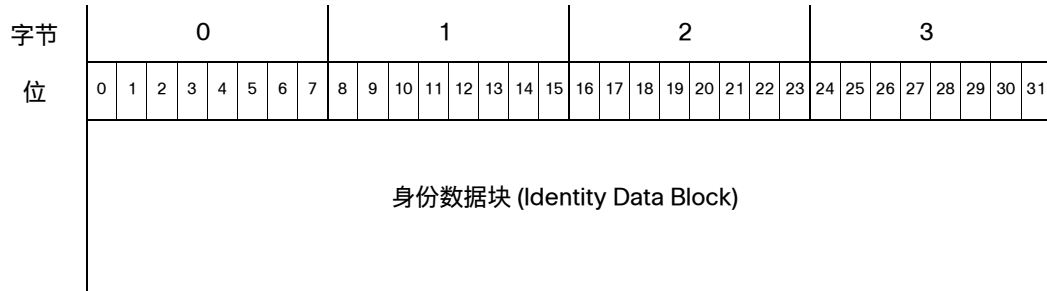 字节 0 1 2 3
位 0 1 2 3 4 5 6 7 8 9 10 11 12 13 14 15 16 17 18 19 20 21 22 23 24 25 26 27 28 29 30 31
身份数据块 (Identity Data Block)